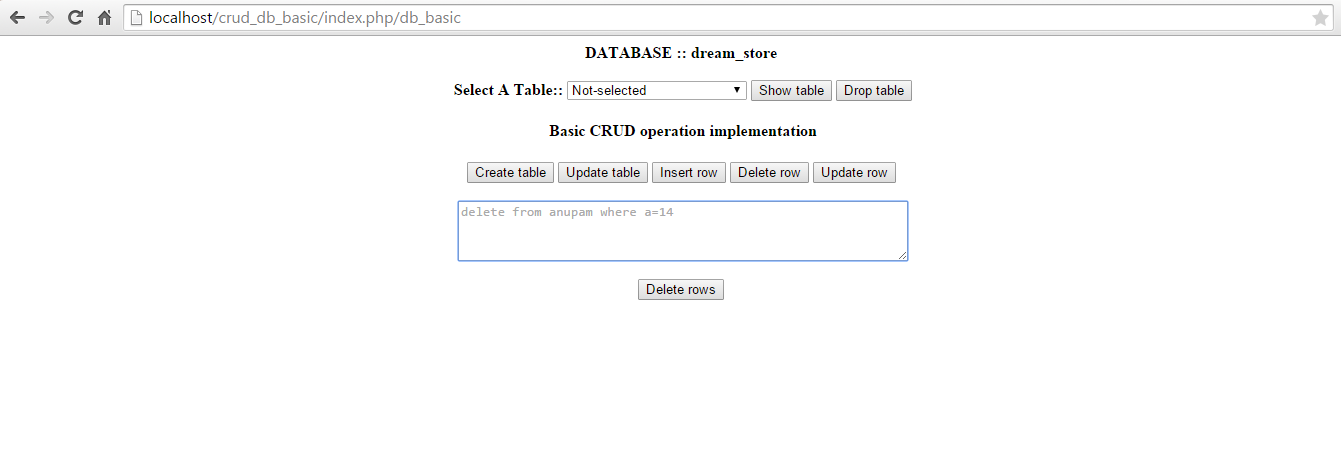 localhost/crud_db_basic/index.php/db_basic
DATABASE :: dream_store
Select A Table:: Not-selected Show table Drop table
Basic CRUD operation implementation
Create table Update table Insert row Delete row Update row
delete from anupam where a=14
Delete rows